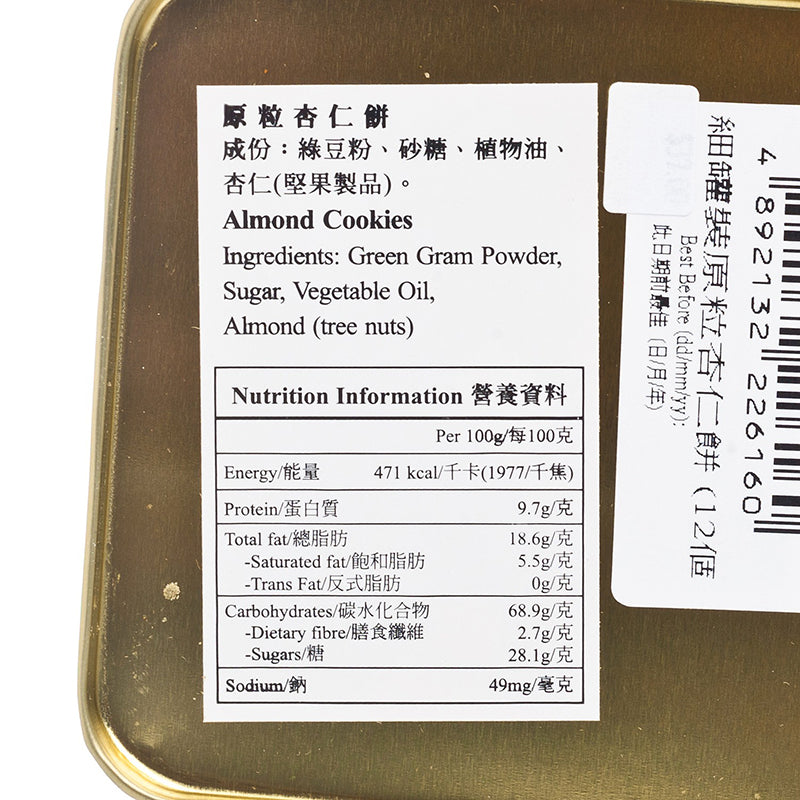 原粒杏仁餅
成份：綠豆粉、砂糖、植物油、
杏仁(堅果製品)。
Almond Cookies
Ingredients: Green Gram Powder,
Sugar, Vegetable Oil,
Almond (tree nuts)
Nutrition Information 營養資料
Per 100g/每100克
Energy/能量 471 kcal/千卡(1977/千焦)
Protein/蛋白質 9.7g/克
Total fat/總脂肪 18.6g/克
-Saturated fat/飽和脂肪 5.5g/克
-Trans Fat/反式脂肪 0g/克
Carbohydrates/碳水化合物 68.9g/克
-Dietary fibre/膳食纖維 2.7g/克
-Sugars/糖 28.1g/克
Sodium/鈉 49mg/毫克
4 892132 226160
細罐裝原粒杏仁餅 (12個
Best Before (dd/mm/yy):
此日期前最佳 (日/月/年)